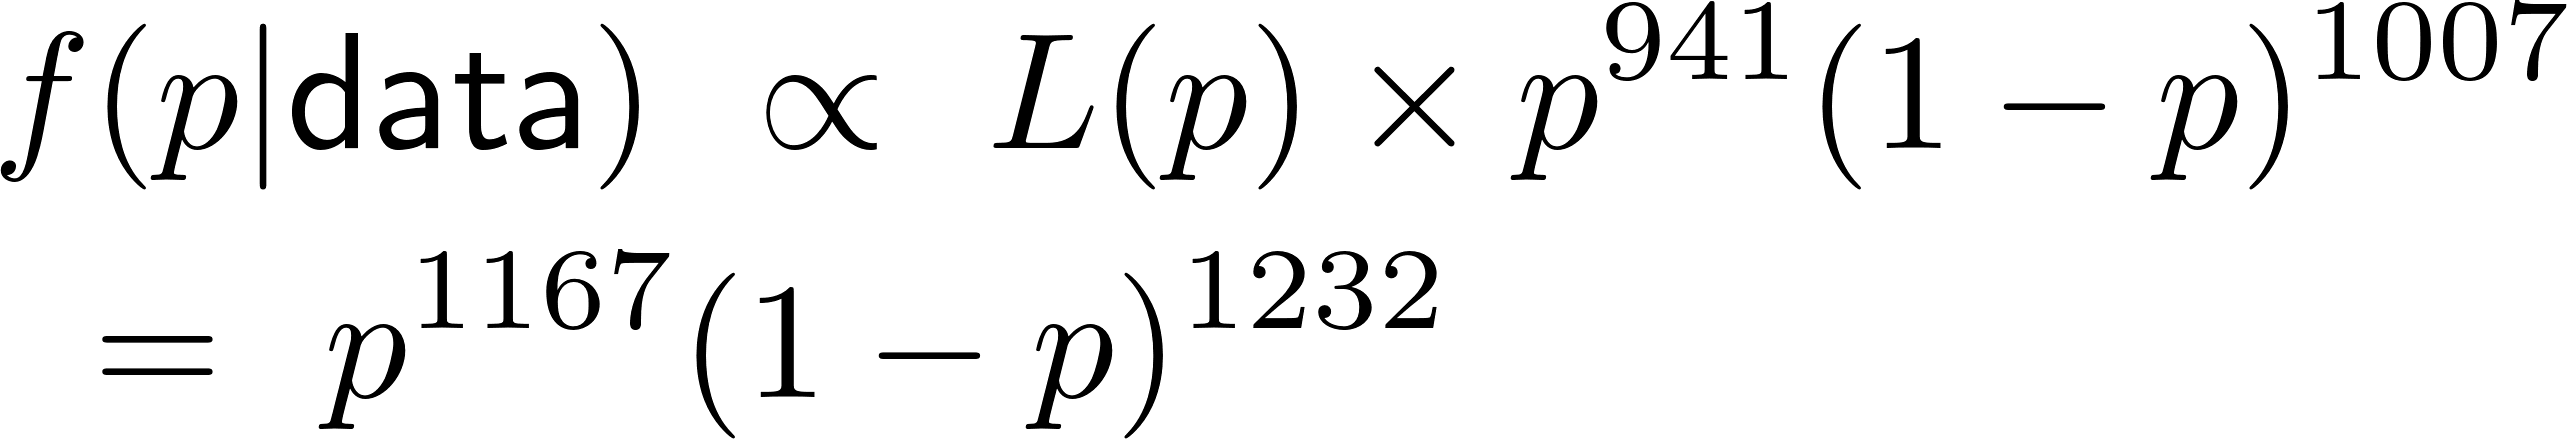 f(p|data) ∝ L(p) × p^{941}(1 − p)^{1007}
= p^{1167}(1 − p)^{1232}